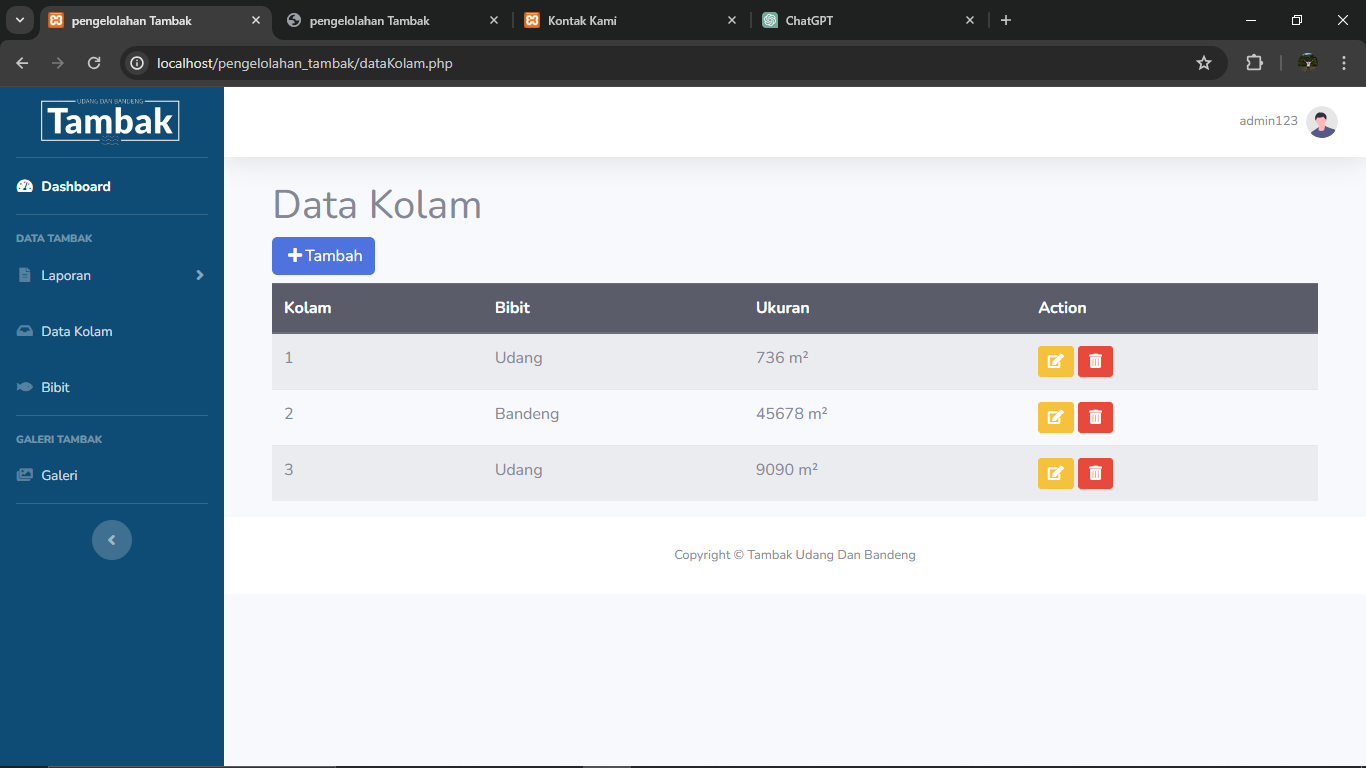 pengelolahan Tambak
pengelolahan Tambak
Kontak Kami
ChatGPT
localhost/pengelolahan_tambak/dataKolam.php
UDANG DAN BANDENG
Tambak
admin123
Dashboard
DATA TAMBAK
Laporan
Data Kolam
Bibit
GALERI TAMBAK
Galeri
Data Kolam
+Tambah
Kolam Bibit Ukuran Action
1 Udang 736 m²
2 Bandeng 45678 m²
3 Udang 9090 m²
Copyright © Tambak Udang Dan Bandeng